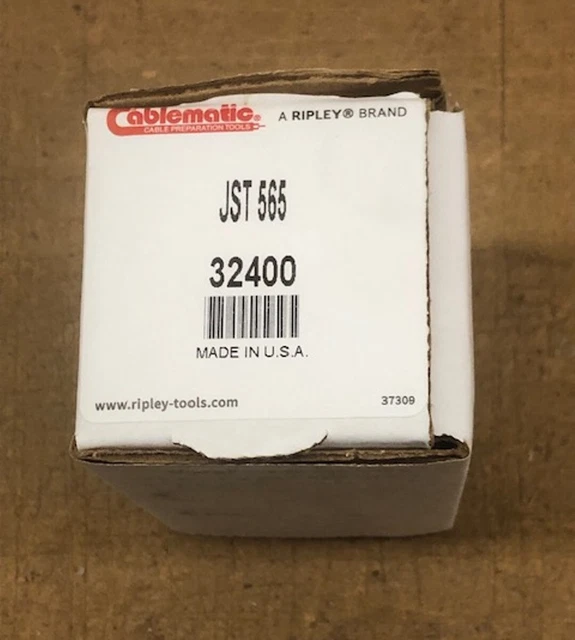 Cablematic® A RIPLEY® BRAND
CABLE PREPARATION TOOLS
JST 565
32400
MADE IN U.S.A.
www.ripley-tools.com 37309